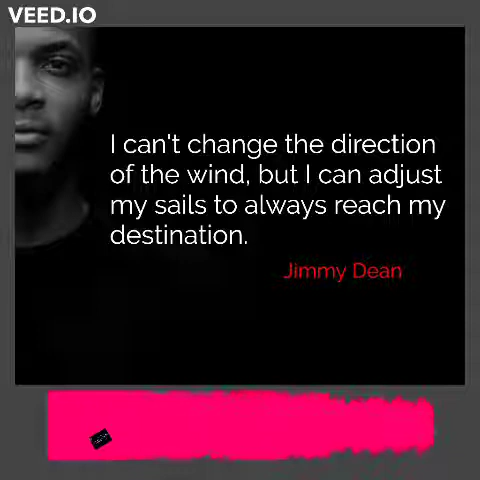 VEED.IO
I can't change the direction
of the wind, but I can adjust
my sails to always reach my
destination.
Jimmy Dean